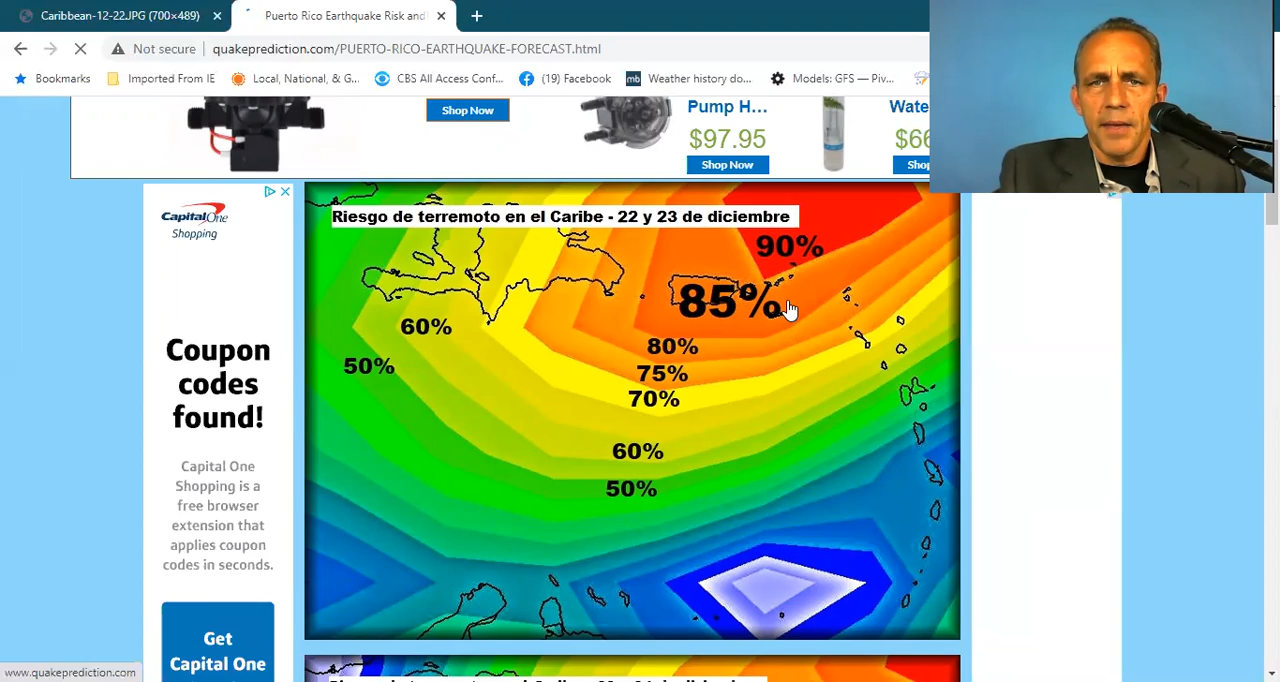 Caribbean-12-22.JPG (700×489)
Puerto Rico Earthquake Risk and
Not secure
quakeprediction.com/PUERTO-RICO-EARTHQUAKE-FORECAST.html
Bookmarks
Imported From IE
Local, National, & G...
CBS All Access Conf...
(19) Facebook
mb
Weather history do...
Models: GFS — Piv...
Shop Now
Pump H...
$97.95
Shop Now
Wate
$66
Shop
Capital One
Shopping
Coupon
codes
found!
Capital One
Shopping is a
free browser
extension that
applies coupon
codes in seconds.
Get
Capital One
Riesgo de terremoto en el Caribe - 22 y 23 de diciembre
90%
85%
60%
80%
50%
75%
70%
60%
50%
www.quakeprediction.com